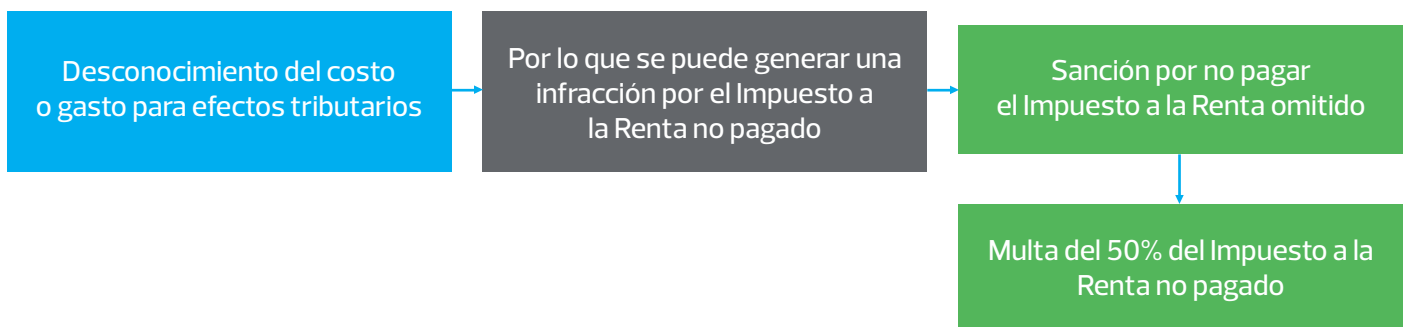 Desconocimiento del costo
o gasto para efectos tributarios
Por lo que se puede generar una
infracción por el Impuesto a
la Renta no pagado
Sanción por no pagar
el Impuesto a la Renta omitido
Multa del 50% del Impuesto a la
Renta no pagado